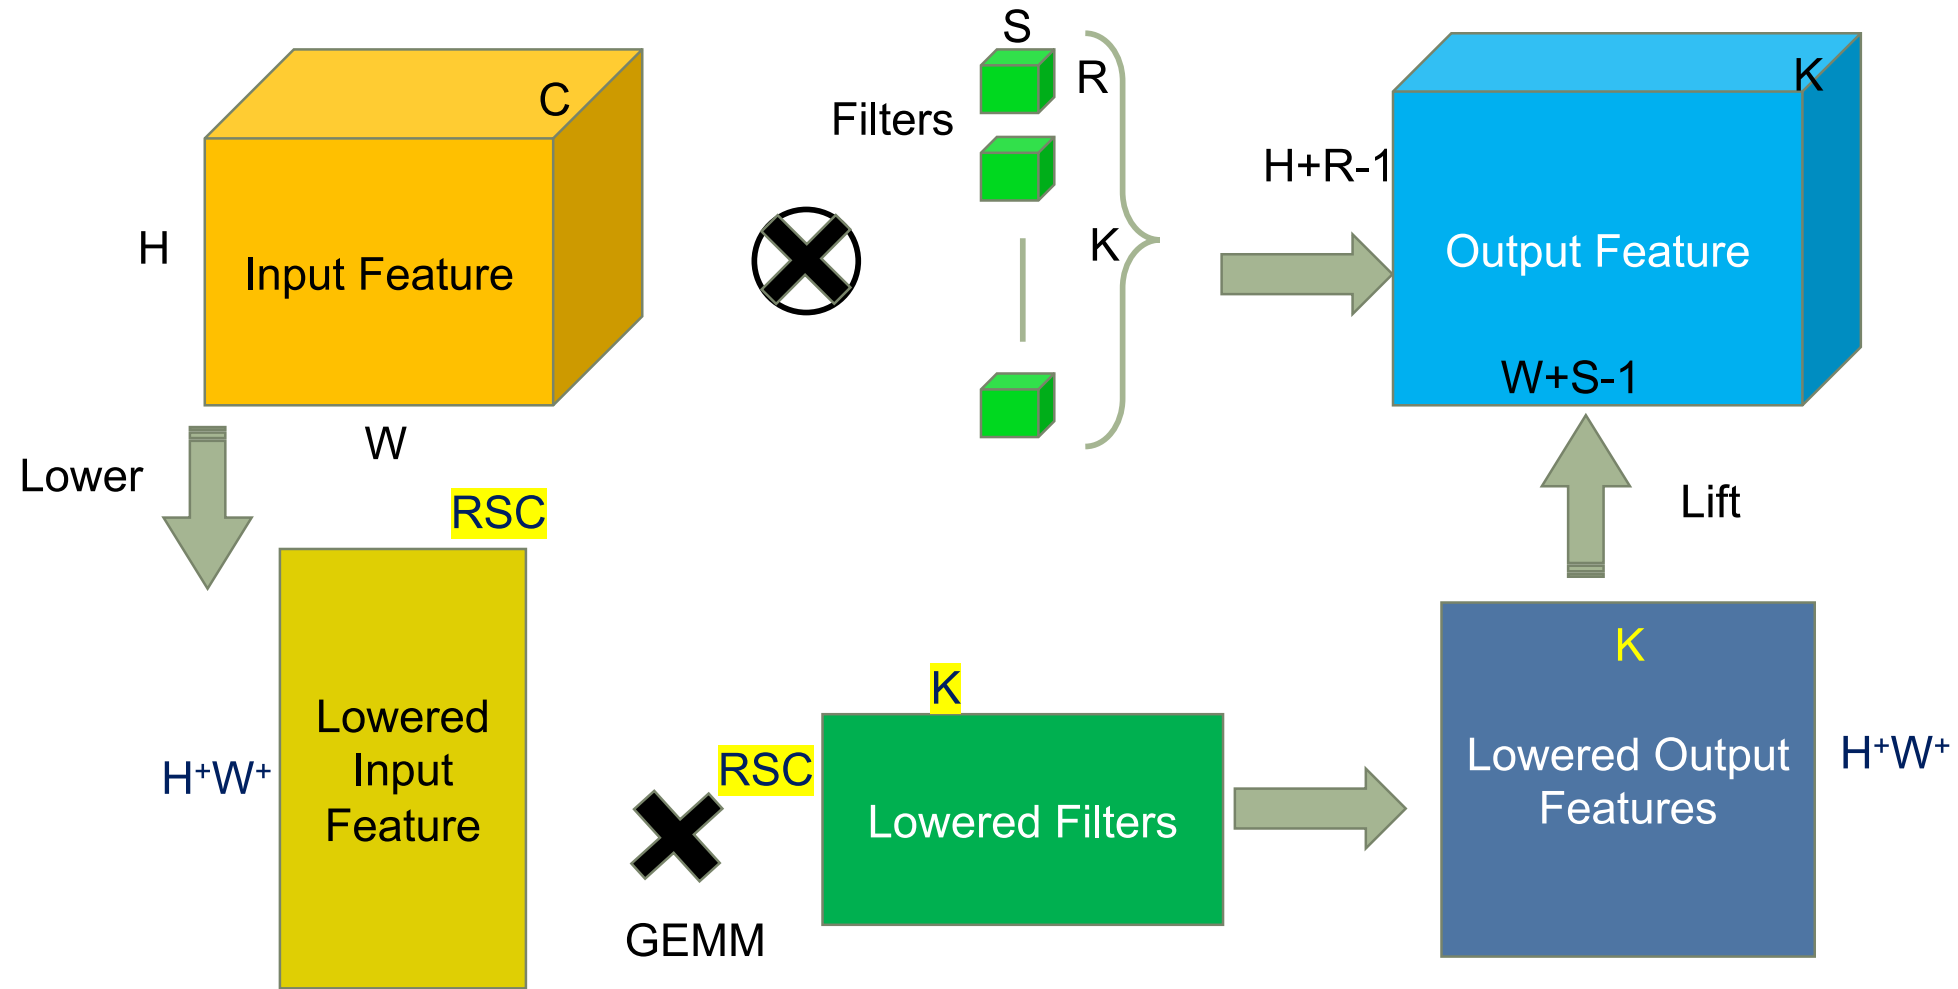 S
C
R
K
Filters
H+R-1
H
K
Input Feature
Output Feature
W+S-1
W
Lower
RSC
Lift
K
K
Lowered
Input
Feature
H⁺W⁺
RSC
Lowered Filters
Lowered Output
Features
H⁺W⁺
GEMM